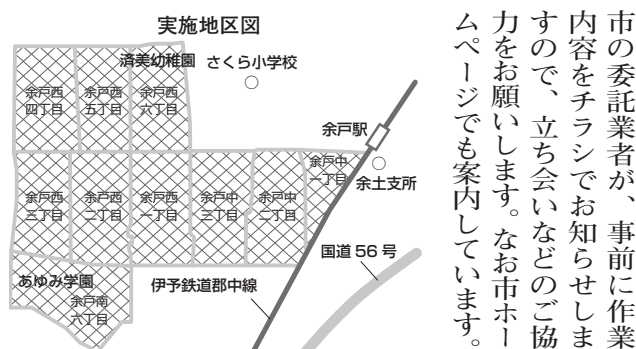 市の委託業者が、事前に作業
内容をチラシでお知らせしま
すので、立ち会いなどのご協
力をお願いします。なお市ホー
ムページでも案内しています。
実施地区図
済美幼稚園
さくら小学校
余戸西
四丁目
余戸西
五丁目
余戸西
六丁目
余戸駅
余戸中
一丁目
余土支所
余戸西
三丁目
余戸西
二丁目
余戸西
一丁目
余戸中
三丁目
余戸中
二丁目
国道56号
あゆみ学園
余戸南
六丁目
伊予鉄道郡中線